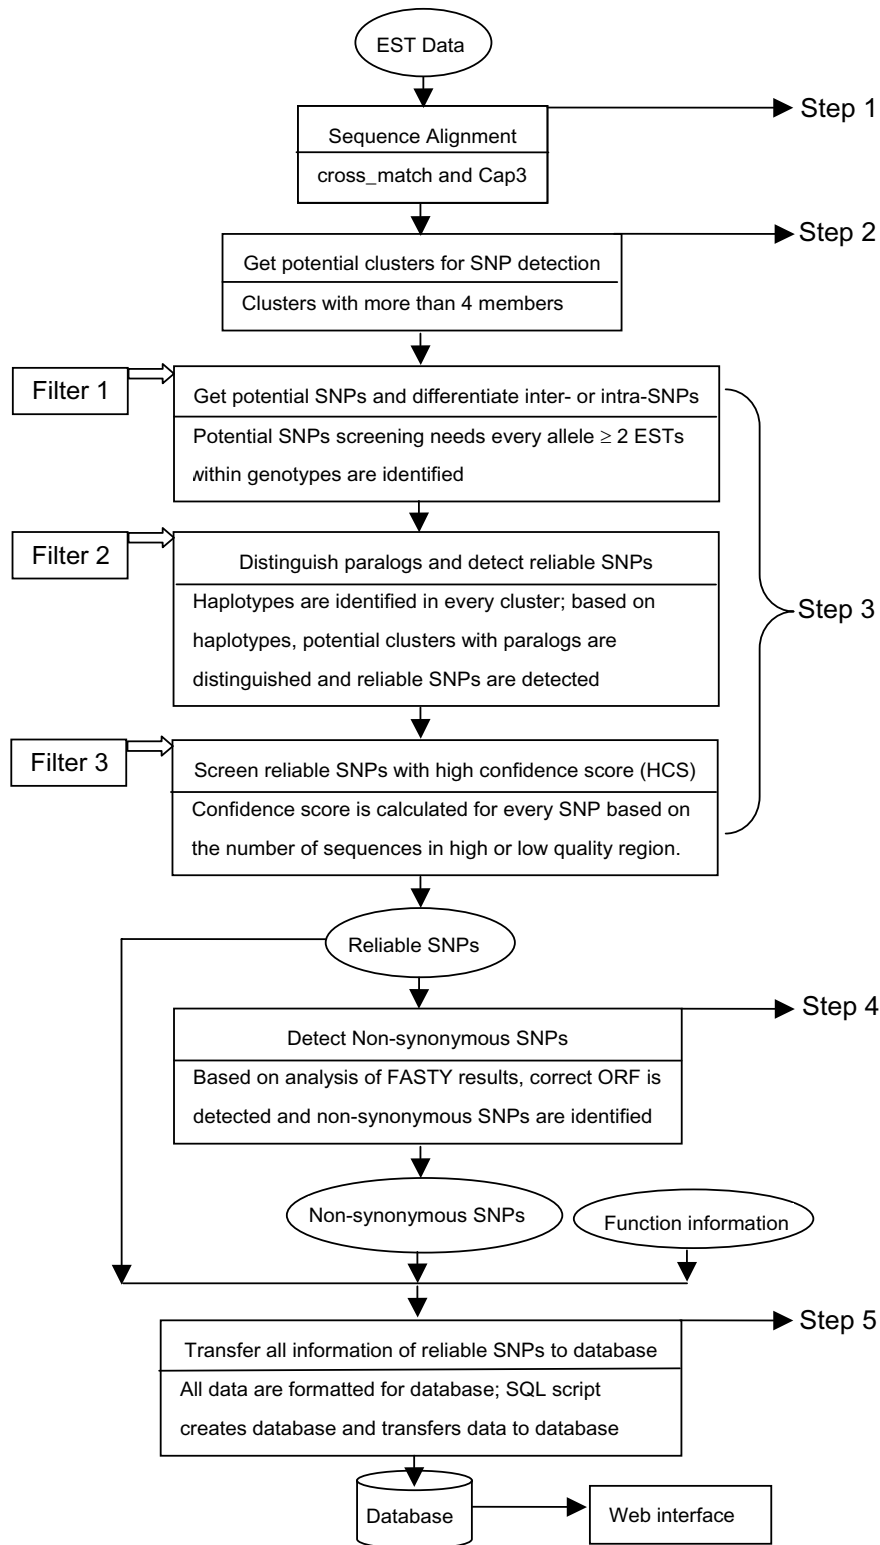 EST Data
Step 1
Sequence Alignment
cross_match and Cap3
Step 2
Get potential clusters for SNP detection
Clusters with more than 4 members
Filter 1
Get potential SNPs and differentiate inter- or intra-SNPs
Potential SNPs screening needs every allele ≥ 2 ESTs
within genotypes are identified
Filter 2
Distinguish paralogs and detect reliable SNPs
Haplotypes are identified in every cluster; based on
haplotypes, potential clusters with paralogs are
distinguished and reliable SNPs are detected
Step 3
Filter 3
Screen reliable SNPs with high confidence score (HCS)
Confidence score is calculated for every SNP based on
the number of sequences in high or low quality region.
Reliable SNPs
Step 4
Detect Non-synonymous SNPs
Based on analysis of FASTY results, correct ORF is
detected and non-synonymous SNPs are identified
Non-synonymous SNPs
Function information
Step 5
Transfer all information of reliable SNPs to database
All data are formatted for database; SQL script
creates database and transfers data to database
Database
Web interface